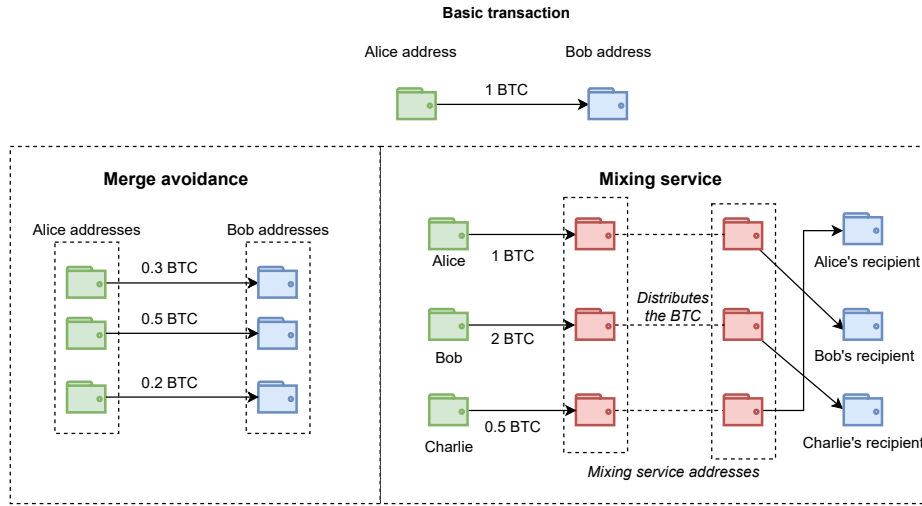 Basic transaction
Alice address
Bob address
1 BTC
Merge avoidance
Alice addresses
Bob addresses
0.3 BTC
0.5 BTC
0.2 BTC
Mixing service
Alice
1 BTC
Bob
2 BTC
Charlie
0.5 BTC
Distributes
the BTC
Mixing service addresses
Alice's recipient
Bob's recipient
Charlie's recipient